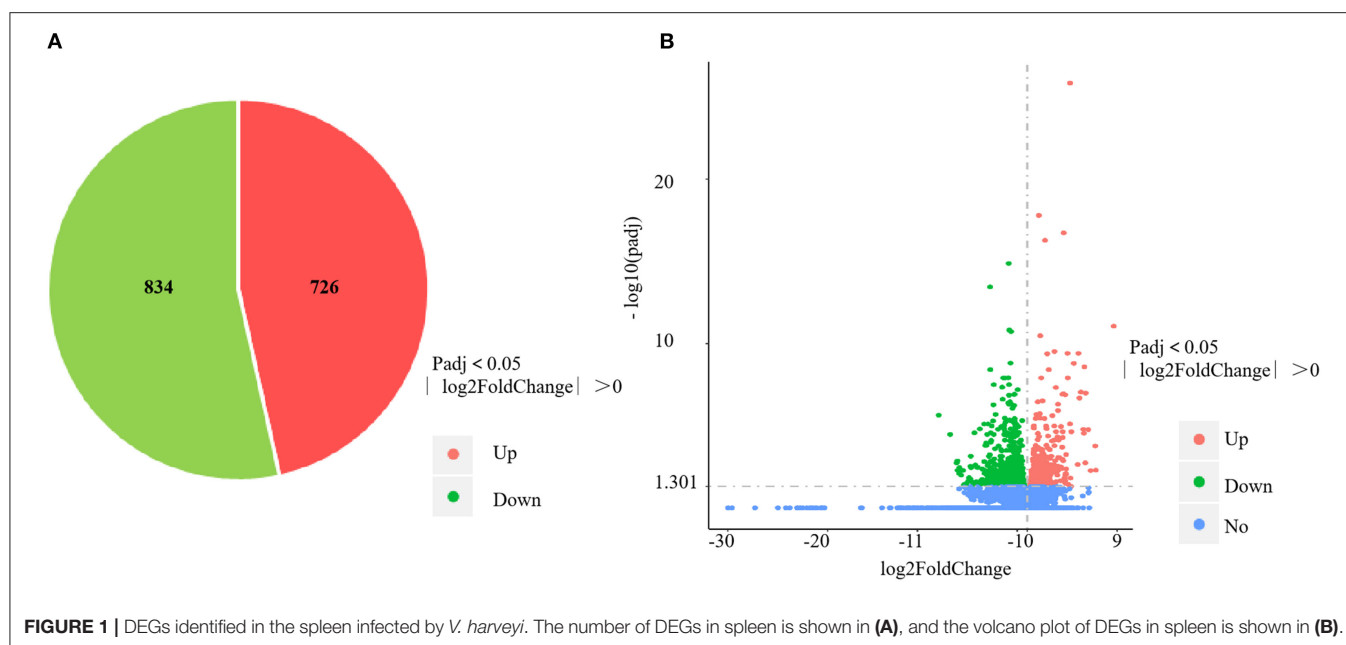 A
834
726
Padj < 0.05
| log2FoldChange | >0
Up
Down
B
- log10(padj)
20
10
1.301
-30 -20 -11 -10 9
log2FoldChange
Padj < 0.05
| log2FoldChange | >0
Up
Down
No
FIGURE 1 | DEGs identified in the spleen infected by V. harveyi. The number of DEGs in spleen is shown in (A), and the volcano plot of DEGs in spleen is shown in (B).